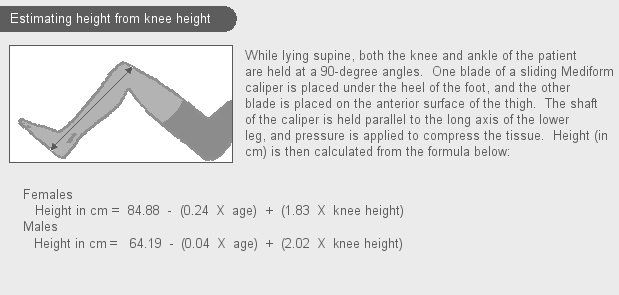 Estimating height from knee height
While lying supine, both the knee and ankle of the patient
are held at a 90-degree angles. One blade of a sliding Mediform
caliper is placed under the heel of the foot, and the other
blade is placed on the anterior surface of the thigh. The shaft
of the caliper is held parallel to the long axis of the lower
leg, and pressure is applied to compress the tissue. Height (in
cm) is then calculated from the formula below:
Females
Height in cm = 84.88 - (0.24 X age) + (1.83 X knee height)
Males
Height in cm = 64.19 - (0.04 X age) + (2.02 X knee height)